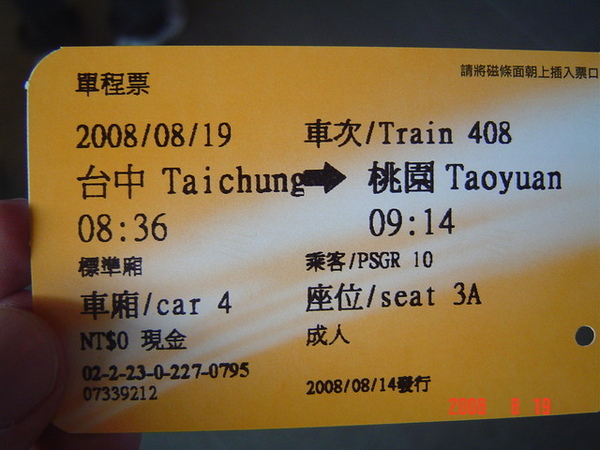 請將磁條面朝上插入票口
單程票
2008/08/19 車次/Train 408
台中 Taichung ➡ 桃園 Taoyuan
08:36 09:14
標準廂 乘客/PSGR 10
車廂/car 4 座位/seat 3A
NT$0 現金 成人
02-2-23-0-227-0795
07339212 2008/08/14發行